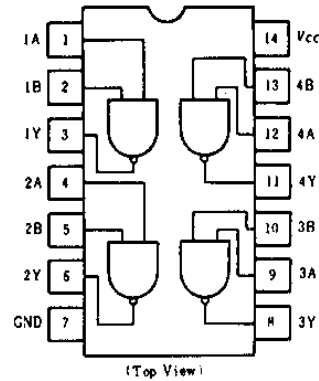 1A 1 14 Vcc
1B 2 13 4B
1Y 3 12 4A
2A 4 11 4Y
2B 5 10 3B
2Y 6 9 3A
GND 7 8 3Y
(Top View)